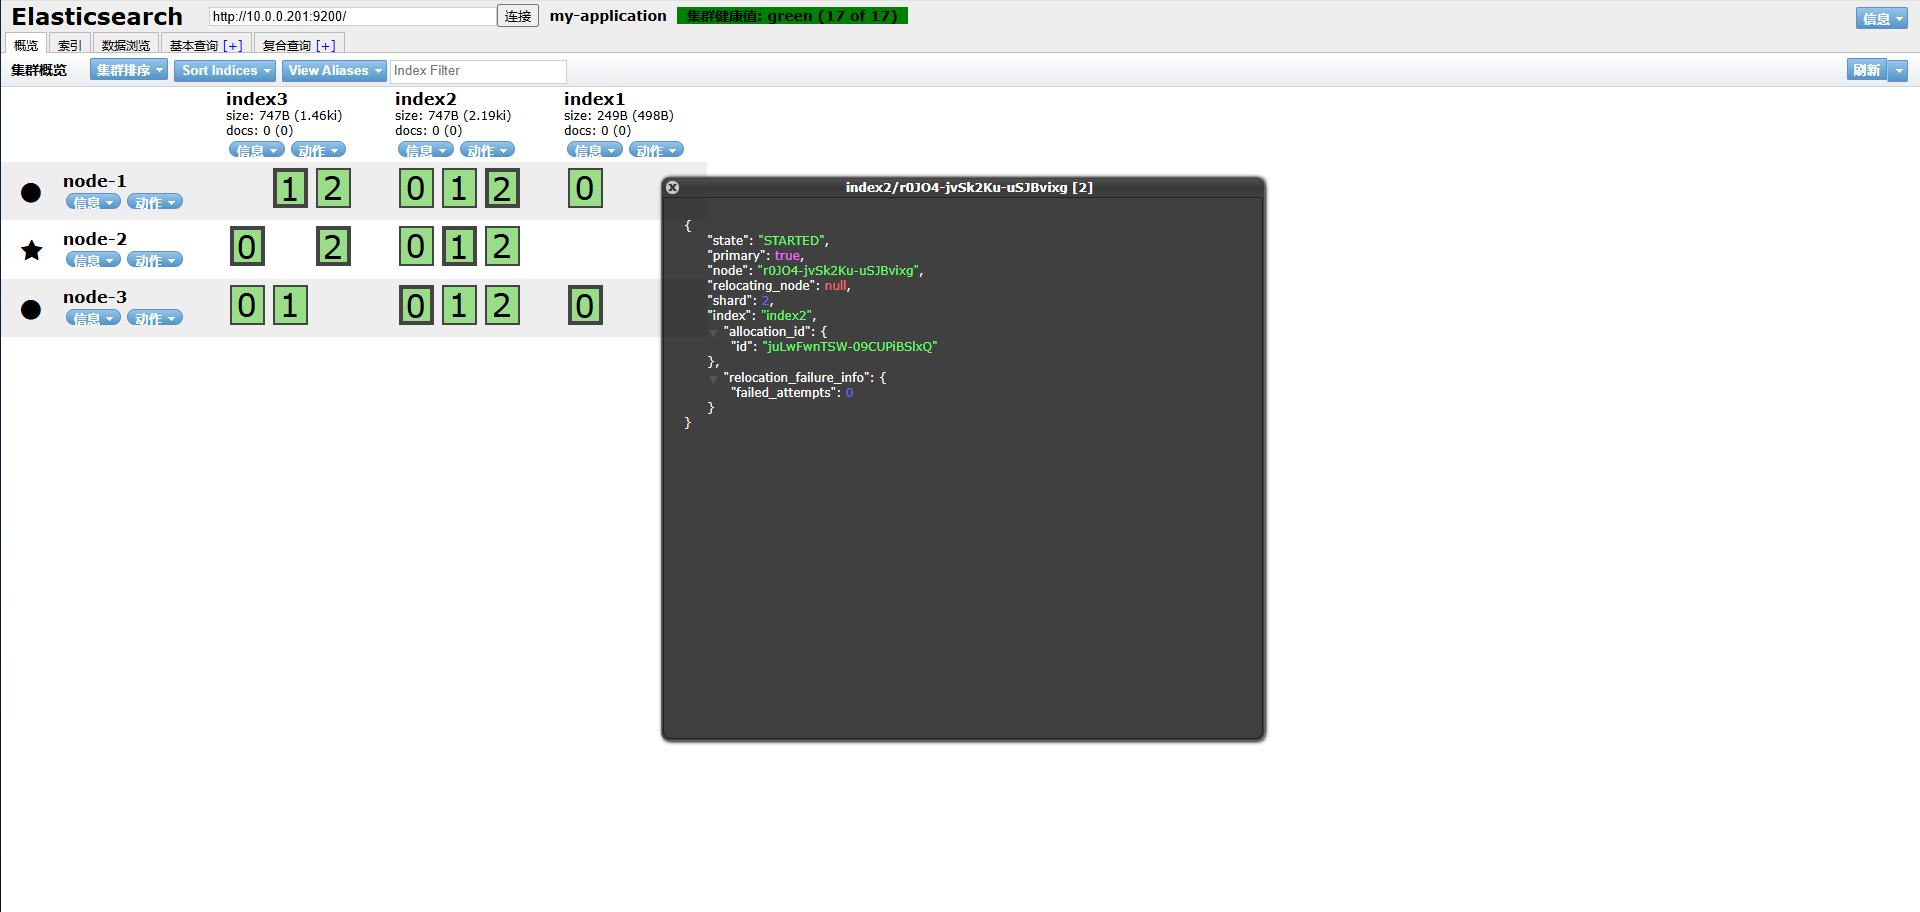 Elasticsearch http://10.0.0.201:9200/ 连接 my-application 集群健康值: green (17 of 17) 信息
概览 索引 数据浏览 基本查询 [+] 复合查询 [+]
集群概览 集群排序 Sort Indices View Aliases Index Filter 刷新
index3 index2 index1
size: 747B (1.46ki) size: 747B (2.19ki) size: 249B (498B)
docs: 0 (0) docs: 0 (0) docs: 0 (0)
信息 动作 信息 动作 信息 动作
node-1 1 2 0 1 2 0
信息 动作
node-2 0 2 0 1 2
信息 动作
node-3 0 1 0 1 2 0
信息 动作
index2/r0JO4-jvSk2Ku-uSJBvixg [2]
{
"state": "STARTED",
"primary": true,
"node": "r0JO4-jvSk2Ku-uSJBvixg",
"relocating_node": null,
"shard": 2,
"index": "index2",
"allocation_id": {
"id": "juLwFwnTSW-09CUPiBSlxQ"
},
"relocation_failure_info": {
"failed_attempts": 0
}
}